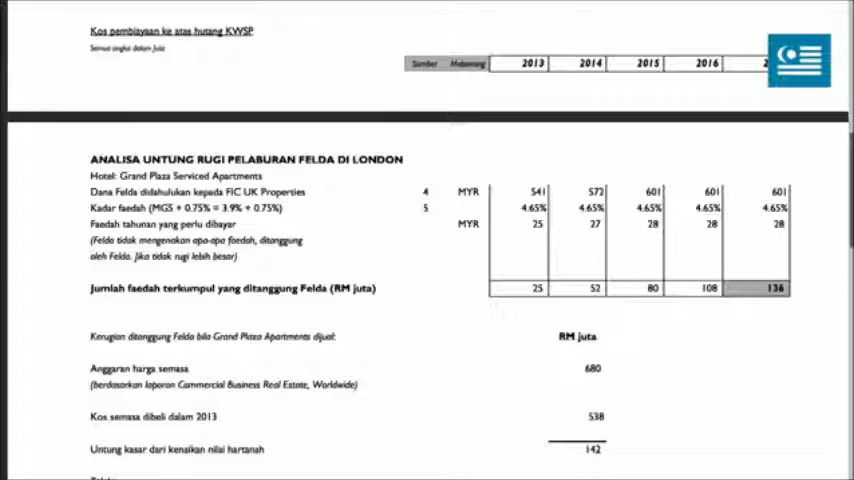 Kos pembiayaan ke atas hutang KWSP
Semua angka dalam Juta
Sumber Matawang 2013 2014 2015 2016
ANALISA UNTUNG RUGI PELABURAN FELDA DI LONDON
Hotel: Grand Plaza Serviced Apartments
Dana Felda didahulukan kepada FIC UK Properties 4 MYR 541 572 601 601 601
Kadar faedah (MGS + 0.75% = 3.9% + 0.75%) 5 4.65% 4.65% 4.65% 4.65% 4.65%
Faedah tahunan yang perlu dibayar MYR 25 27 28 28 28
(Felda tidak mengenakan apa-apa faedah, ditanggung
oleh Felda. Jika tidak rugi lebih besar)
Jumlah faedah terkumpul yang ditanggung Felda (RM juta) 25 52 80 108 136
Kerugian ditanggung Felda bila Grand Plaza Apartments dijual: RM juta
Anggaran harga semasa 680
(berdasarkan laporan Commercial Business Real Estate, Worldwide)
Kos semasa dibeli dalam 2013 538
Untung kasar dari kenaikan nilai hartanah 142